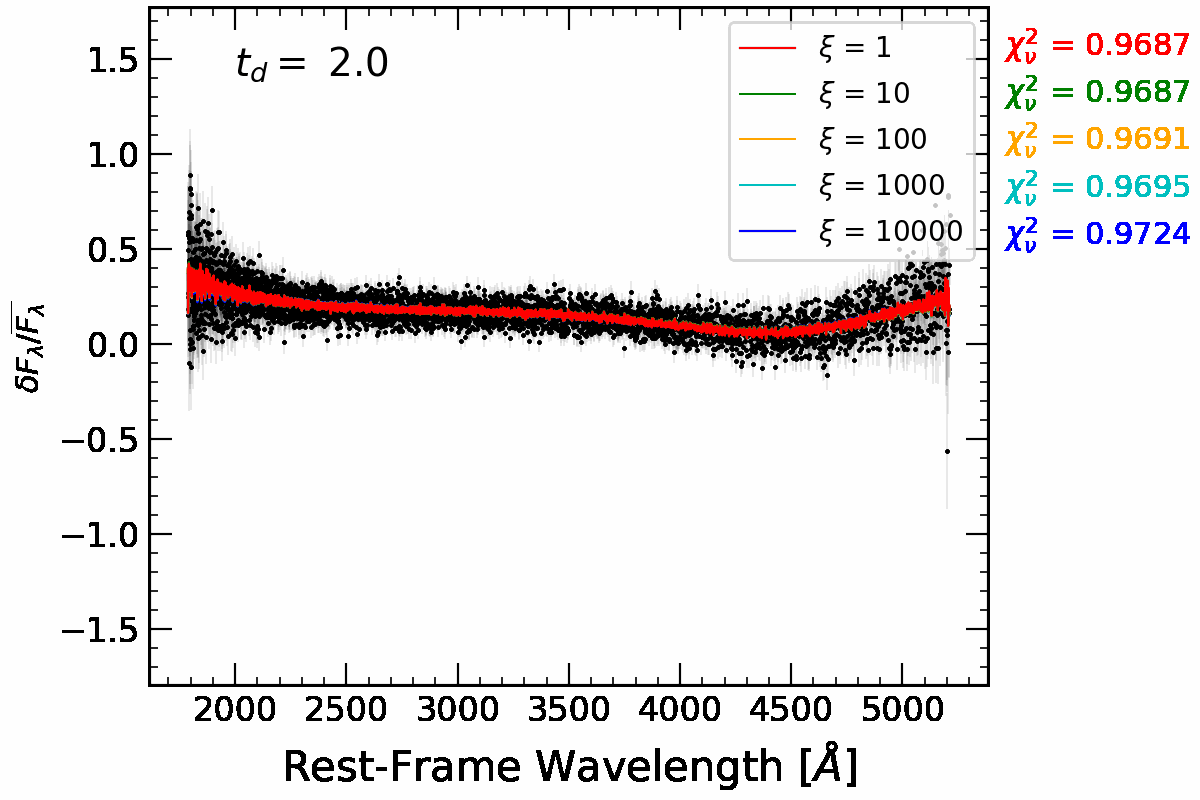 t_d = 2.0
ξ = 1
ξ = 10
ξ = 100
ξ = 1000
ξ = 10000
χ²_ν = 0.9687
χ²_ν = 0.9687
χ²_ν = 0.9691
χ²_ν = 0.9695
χ²_ν = 0.9724
1.5
1.0
0.5
0.0
−0.5
−1.0
−1.5
δF_λ/F̅_λ
2000 2500 3000 3500 4000 4500 5000
Rest-Frame Wavelength [Å]